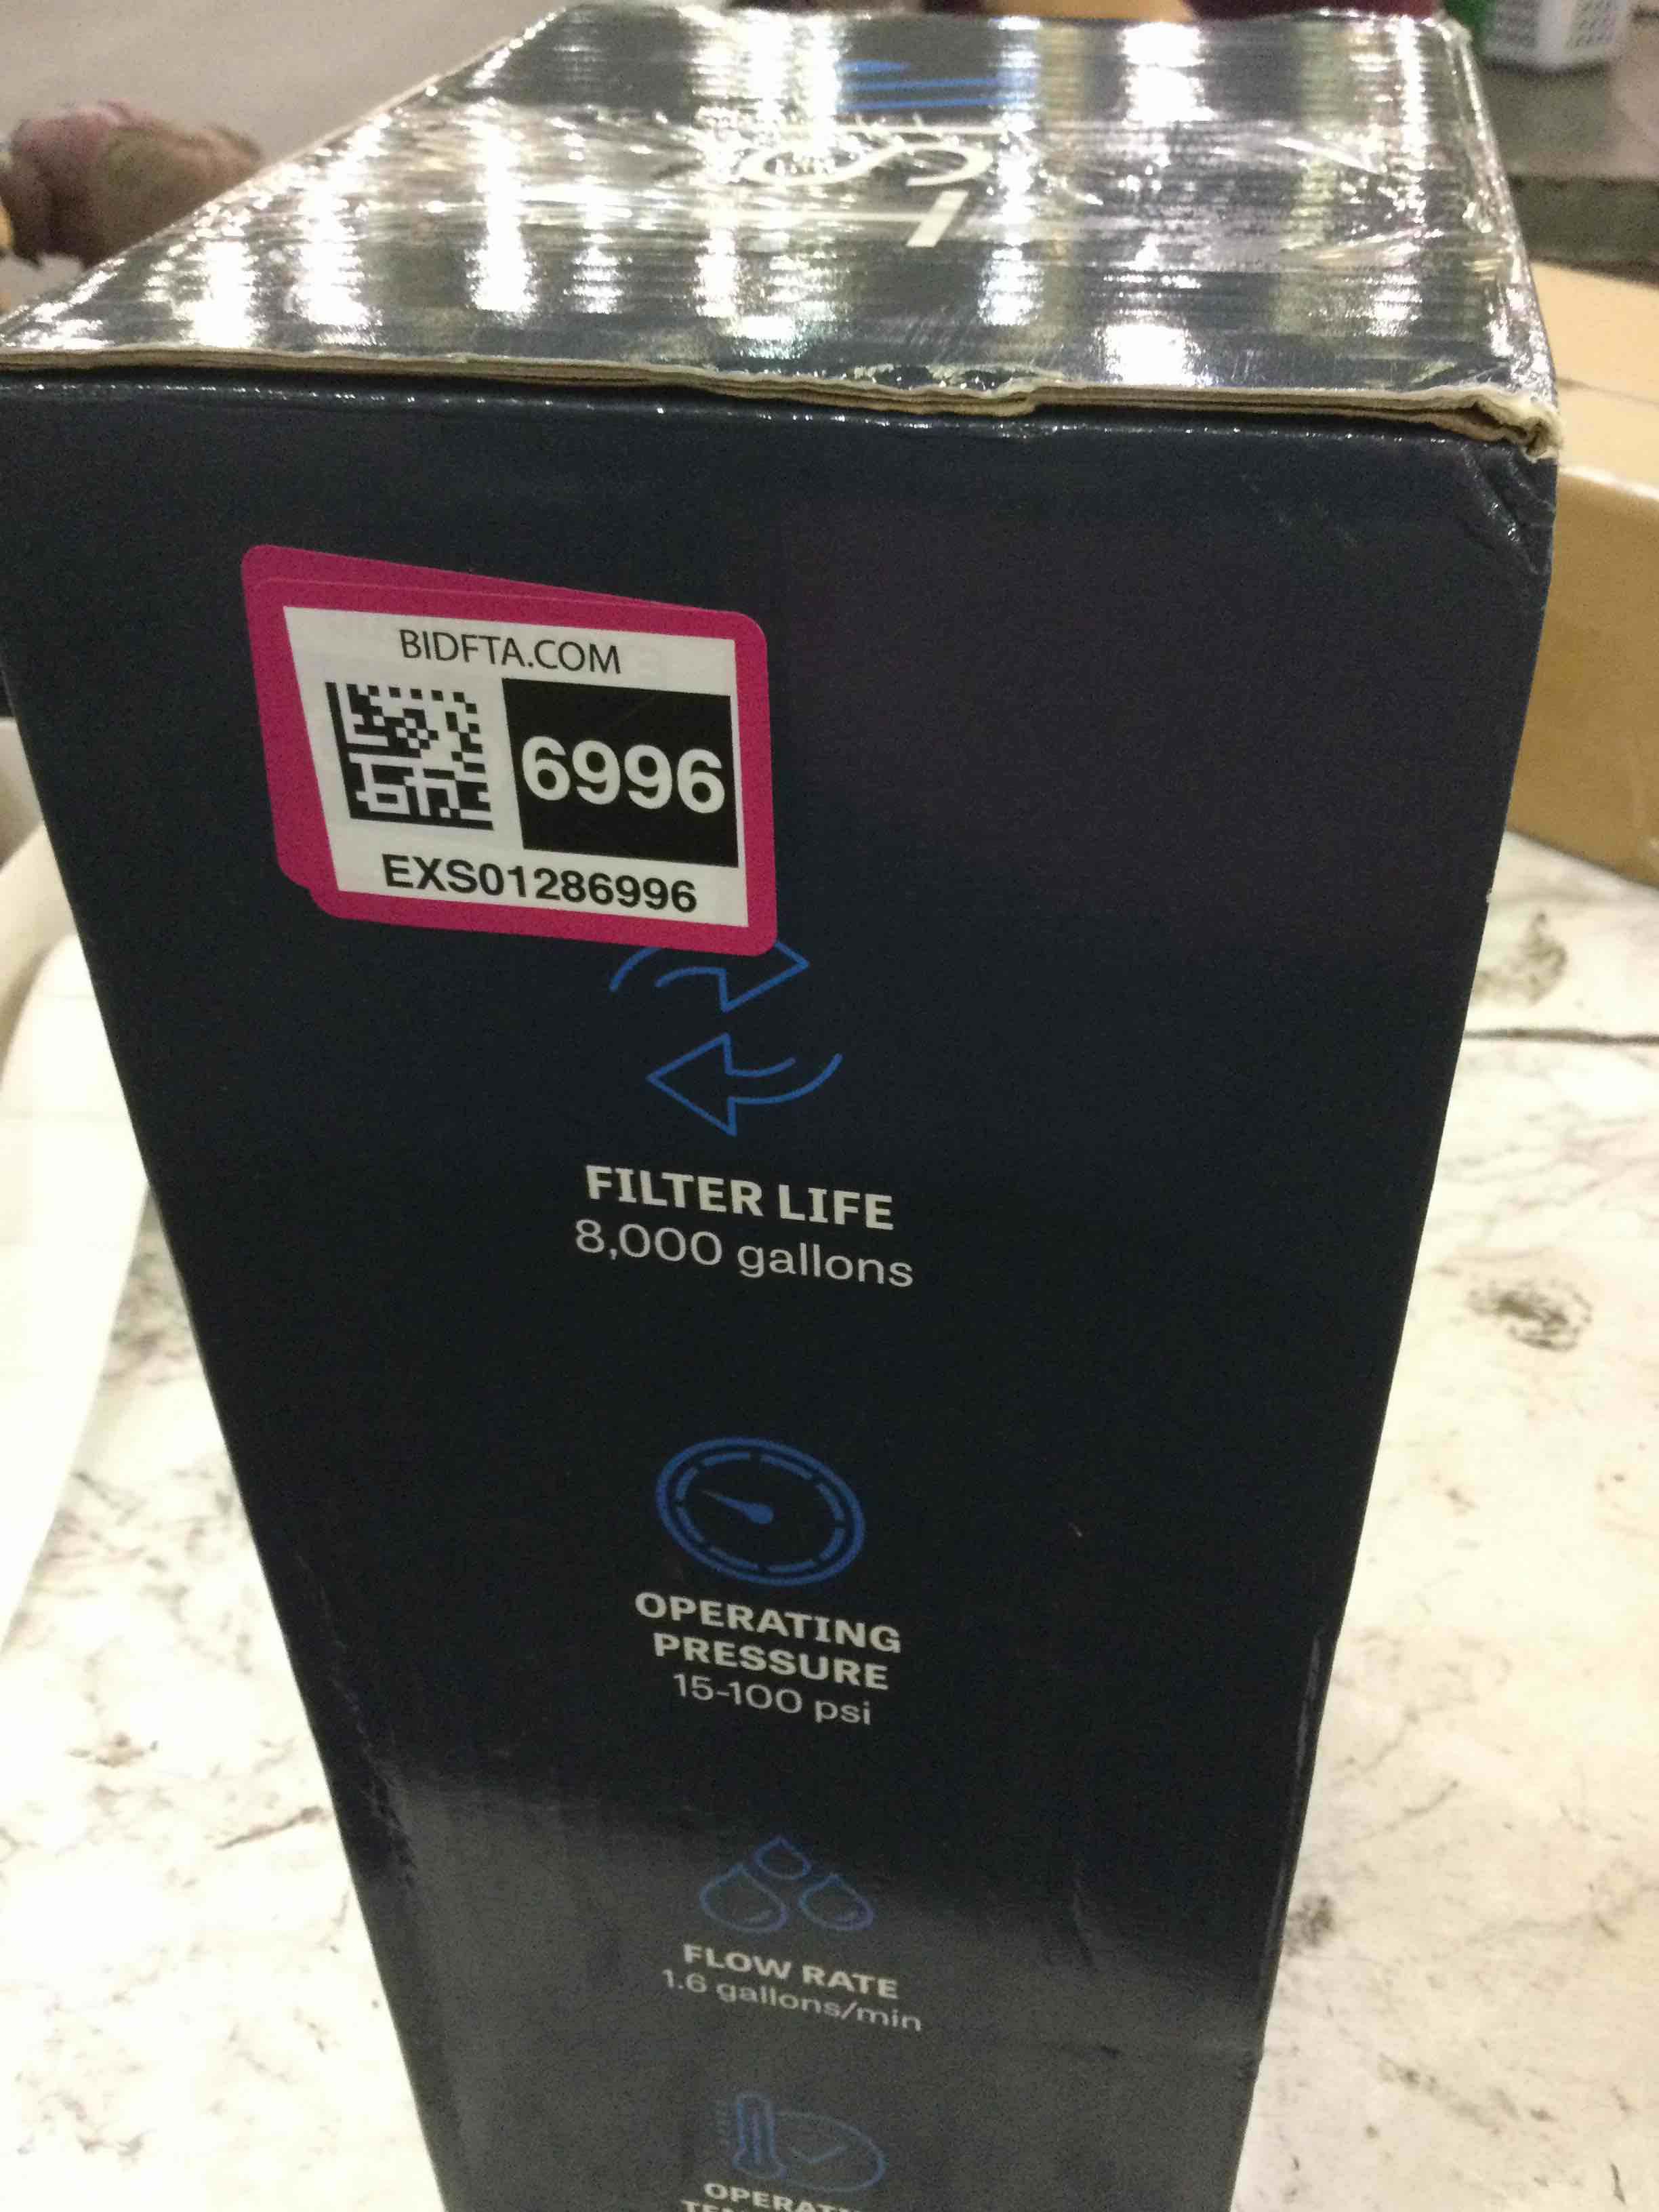 BIDFTA.COM
6996
EXS01286996
FILTER LIFE
8,000 gallons
OPERATING
PRESSURE
15-100 psi
FLOW RATE
1.6 gallons/min